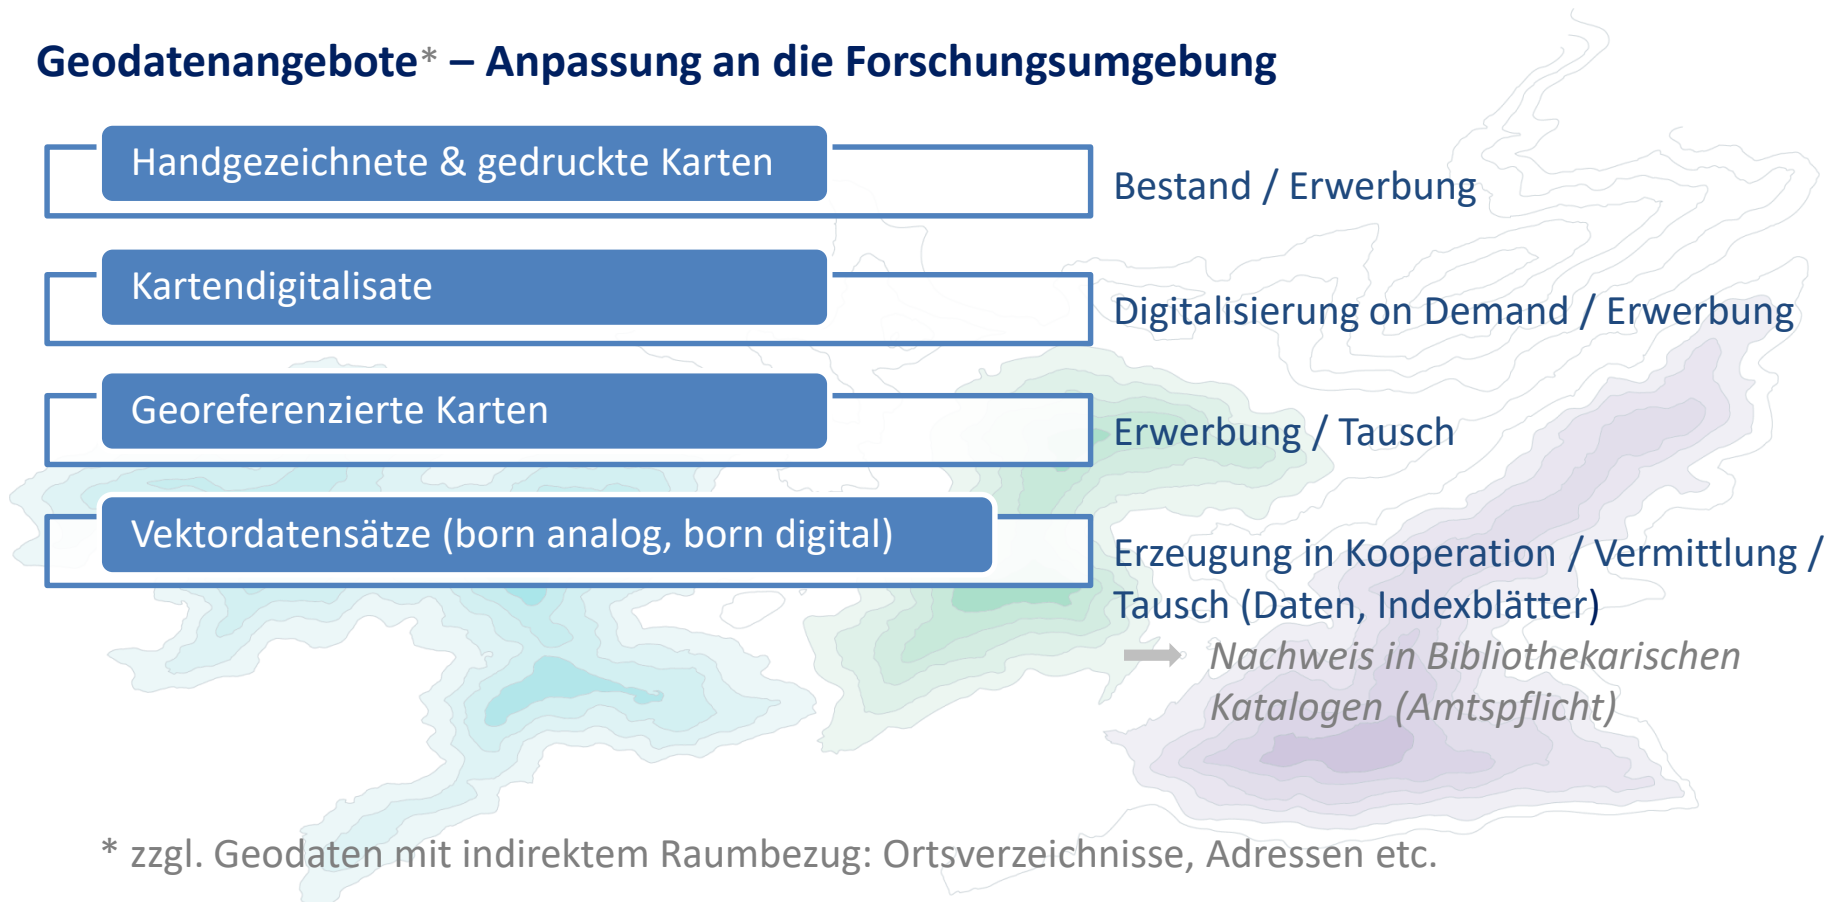 Geodatenangebote* – Anpassung an die Forschungsumgebung
Handgezeichnete & gedruckte Karten
Bestand / Erwerbung
Kartendigitalisate
Digitalisierung on Demand / Erwerbung
Georeferenzierte Karten
Erwerbung / Tausch
Vektordatensätze (born analog, born digital)
Erzeugung in Kooperation / Vermittlung /
Tausch (Daten, Indexblätter)
Nachweis in Bibliothekarischen
Katalogen (Amtspflicht)
* zzgl. Geodaten mit indirektem Raumbezug: Ortsverzeichnisse, Adressen etc.